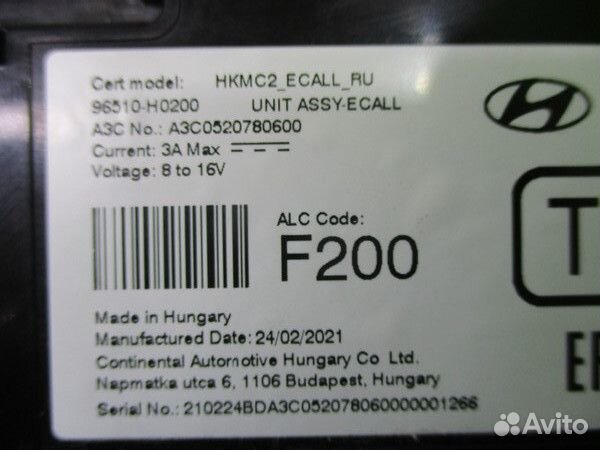 Cert model: HKMC2_ECALL_RU
96510-H0200 UNIT ASSY-ECALL
A3C No.: A3C0520780600
Current: 3A Max
Voltage: 8 to 16V
ALC Code:
F200
T
Made in Hungary
Manufactured Date: 24/02/2021
Continental Automotive Hungary Co Ltd.
Napmatka utca 6, 1106 Budapest, Hungary
Serial No.: 210224BDA3C0520780600000001266
Avito